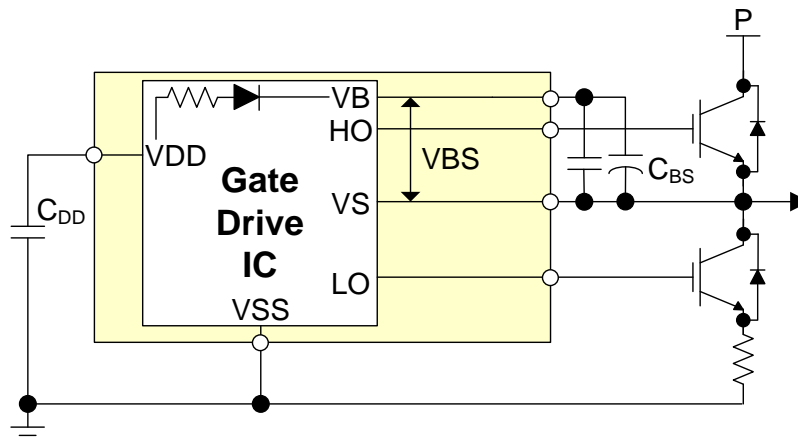 P
VB
HO
VDD
VBS
Gate
Drive
IC
VS
LO
VSS
CDD
CBS